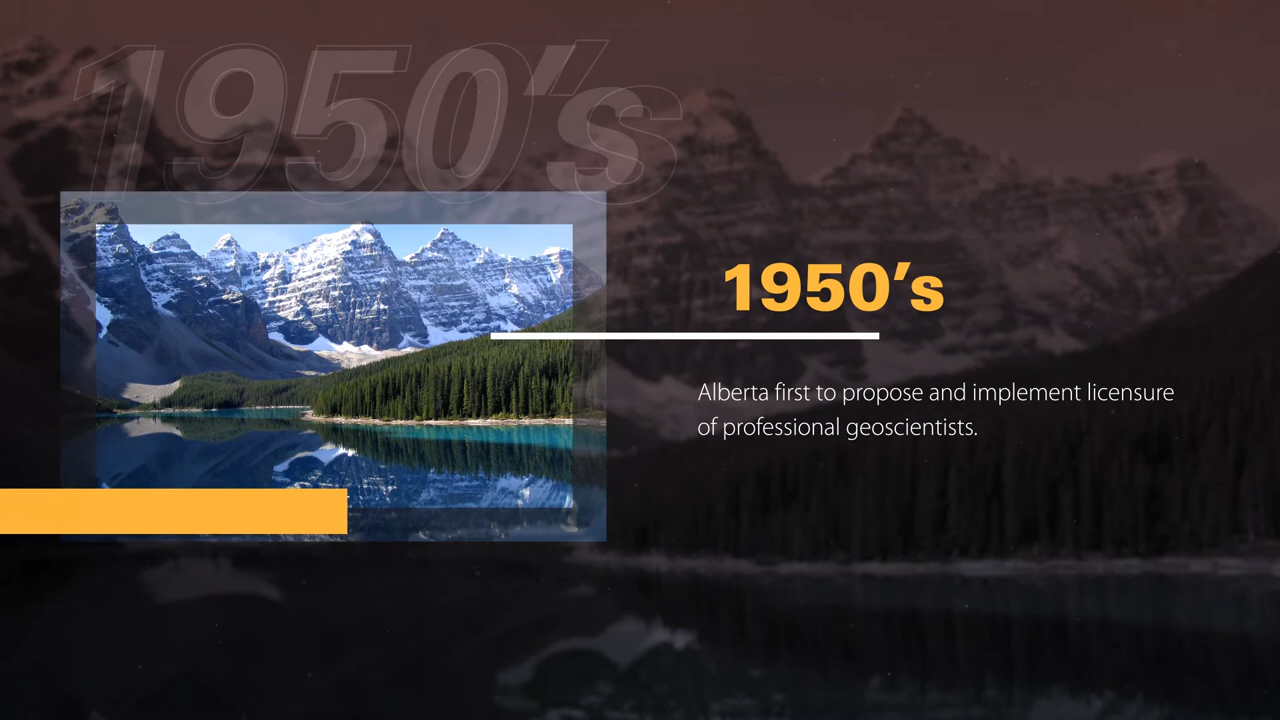 1950’s
1950’s
Alberta first to propose and implement licensure
of professional geoscientists.